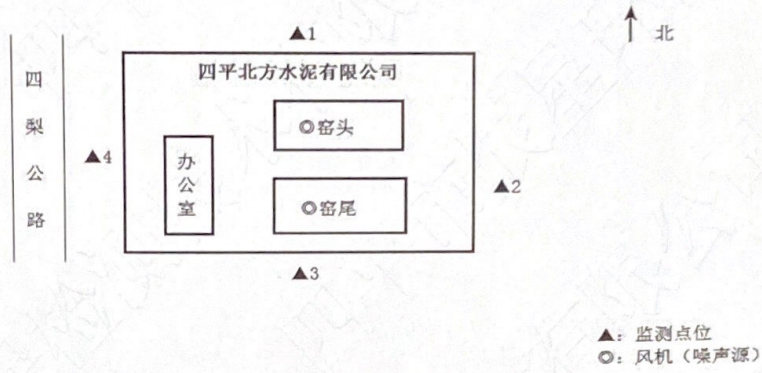 ▲1
北
四平北方水泥有限公司
四梨公路
◎窑头
▲4
办公室
▲2
◎窑尾
▲3
▲：监测点位
◎：风机（噪声源）